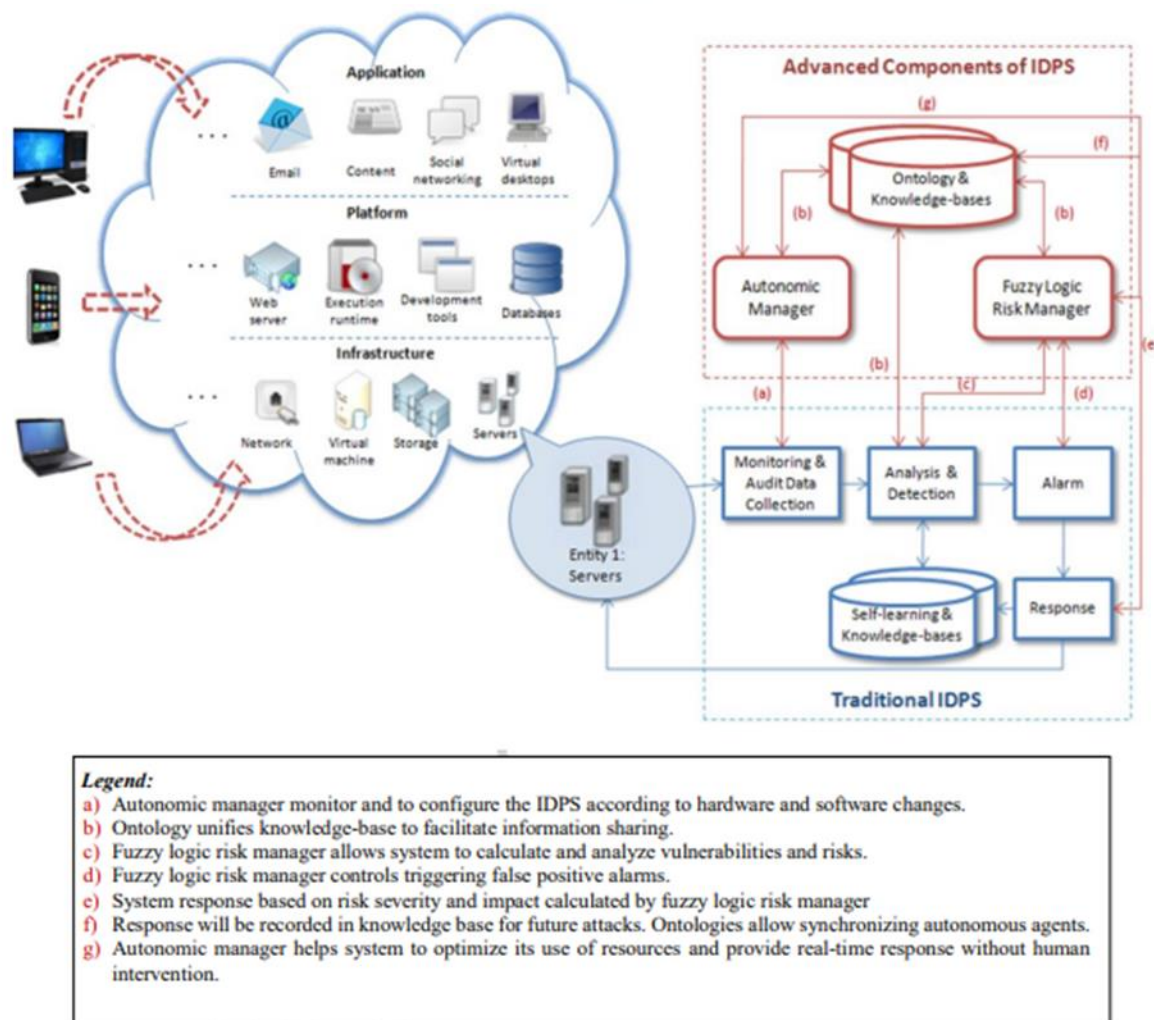 Application
...
Email
Content
Social
networking
Virtual
desktops
Platform
...
Web
server
Execution
runtime
Development
tools
Databases
Infrastructure
...
Network
Virtual
machine
Storage
Servers
Entity 1:
Servers
Advanced Components of IDPS
(g)
(f)
Ontology &
Knowledge-bases
(b)
(b)
Autonomic
Manager
Fuzzy Logic
Risk Manager
(e
(b)
(a)
(c)
(d)
Monitoring &
Audit Data
Collection
Analysis &
Detection
Alarm
Self-learning &
Knowledge-bases
Response
Traditional IDPS
Legend:
a) Autonomic manager monitor and to configure the IDPS according to hardware and software changes.
b) Ontology unifies knowledge-base to facilitate information sharing.
c) Fuzzy logic risk manager allows system to calculate and analyze vulnerabilities and risks.
d) Fuzzy logic risk manager controls triggering false positive alarms.
e) System response based on risk severity and impact calculated by fuzzy logic risk manager
f) Response will be recorded in knowledge base for future attacks. Ontologies allow synchronizing autonomous agents.
g) Autonomic manager helps system to optimize its use of resources and provide real-time response without human
intervention.